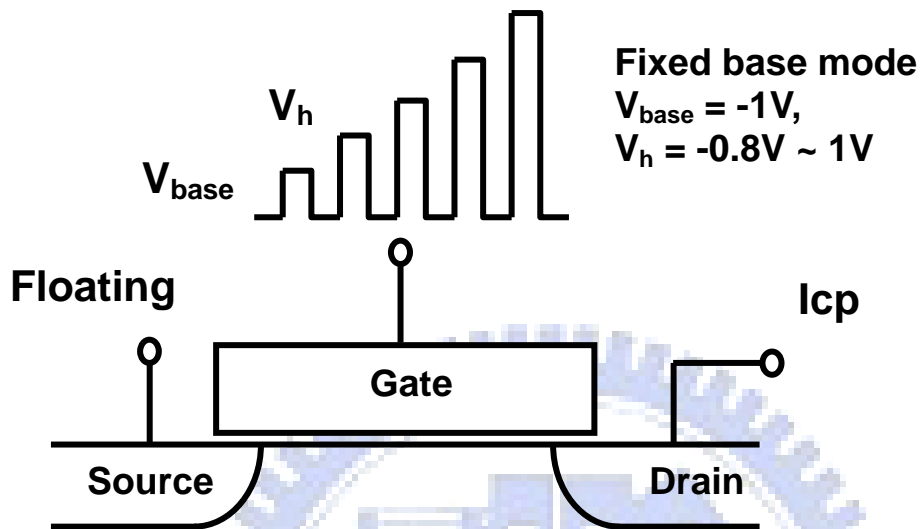 Fixed base mode
V_base = -1V,
V_h = -0.8V ~ 1V
V_h
V_base
Floating
Icp
Gate
Source
Drain